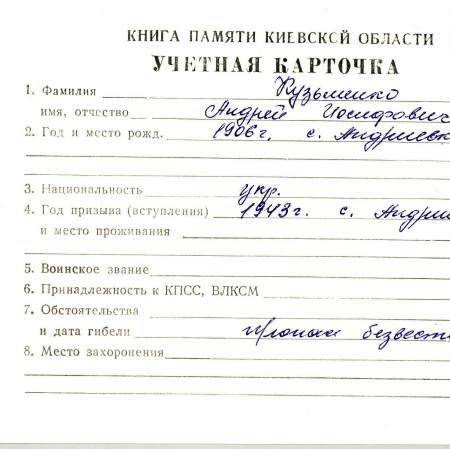 КНИГА ПАМЯТИ КИЕВСКОЙ ОБЛАСТИ
УЧЕТНАЯ КАРТОЧКА
1. Фамилия Кузьменко
имя, отчество Андрей Иосифович
2. Год и место рожд. 1906г. с. Андриевк
3. Национальность укр.
4. Год призыва (вступления) 1943г. с. Андри
и место проживания
5. Воинское звание
6. Принадлежность к КПСС, ВЛКСМ
7. Обстоятельства
и дата гибели Пропал безвест
8. Место захоронения